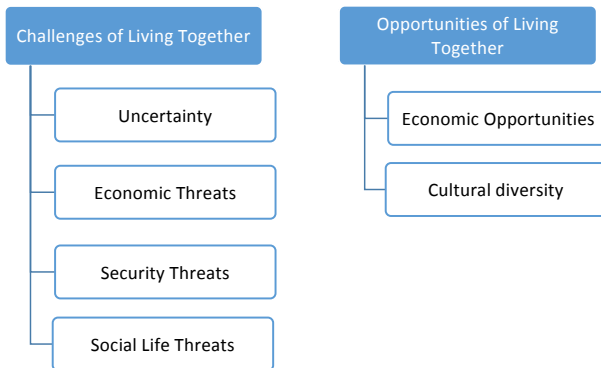 Challenges of Living Together
Uncertainty
Economic Threats
Security Threats
Social Life Threats
Opportunities of Living
Together
Economic Opportunities
Cultural diversity